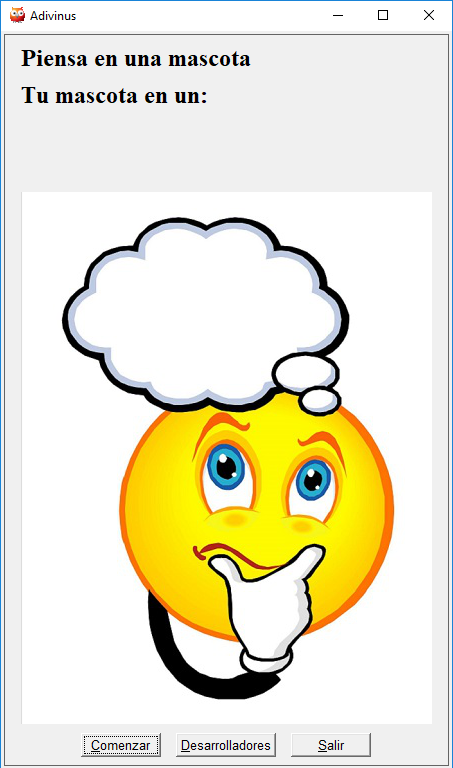 Adivinus
Piensa en una mascota
Tu mascota en un:
Comenzar
Desarrolladores
Salir